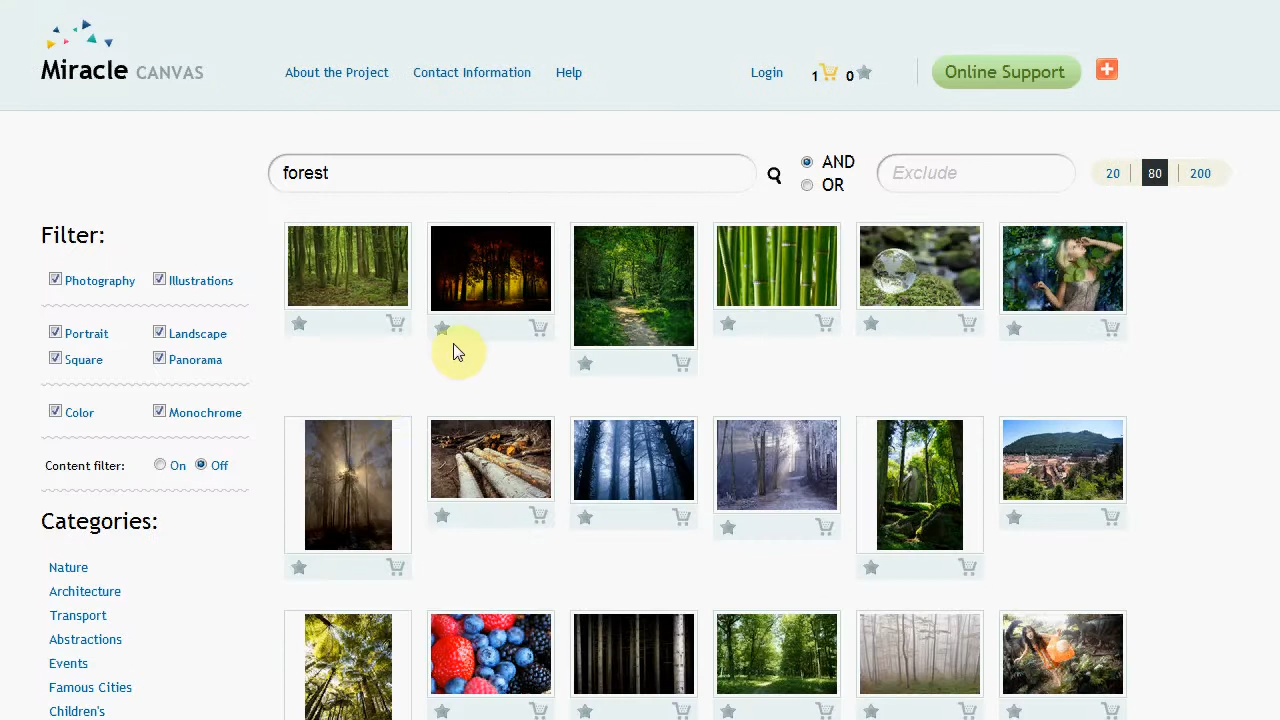 Miracle CANVAS
About the Project Contact Information Help Login 1 0 Online Support
forest AND OR Exclude 20 80 200
Filter:
Photography Illustrations
Portrait Landscape
Square Panorama
Color Monochrome
Content filter: On Off
Categories:
Nature
Architecture
Transport
Abstractions
Events
Famous Cities
Children's